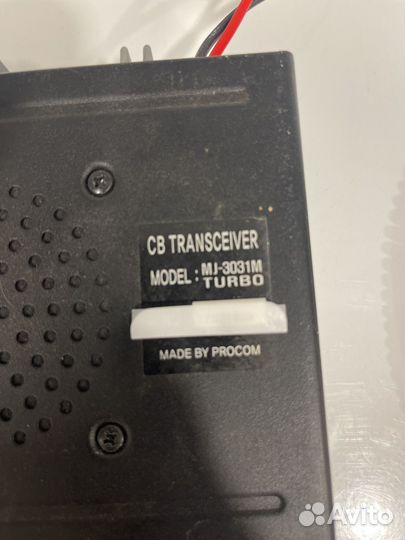 CB TRANSCEIVER
MODEL : MJ-3031M
TURBO
MADE BY PROCOM
Avito